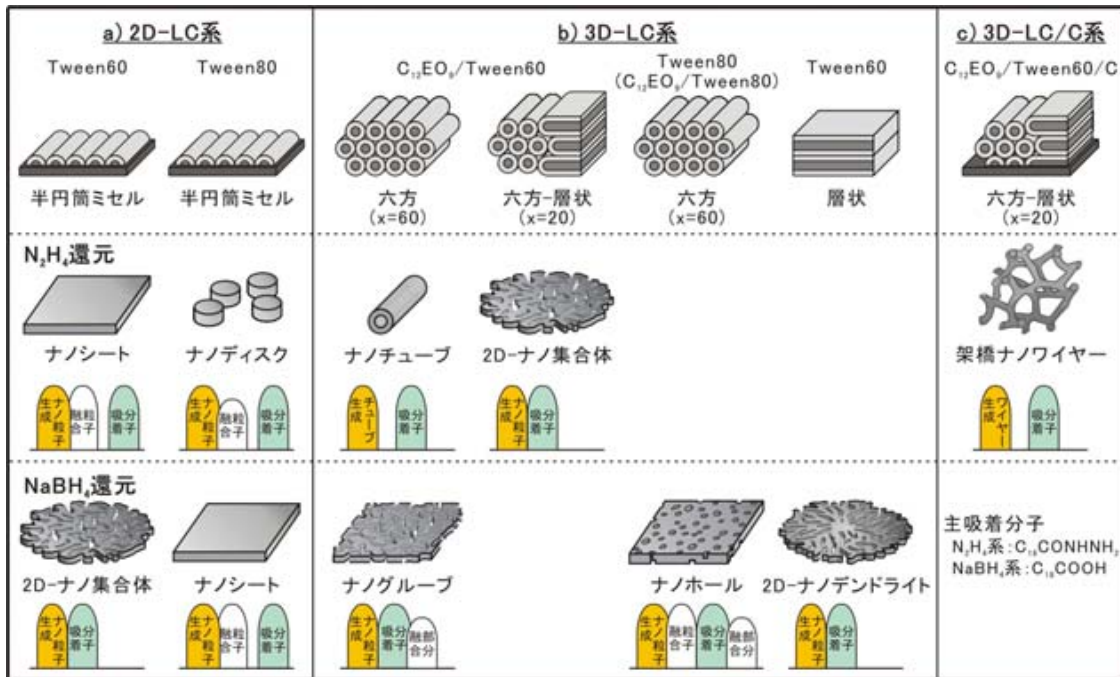 a) 2D-LC系
b) 3D-LC系
c) 3D-LC/C系
Tween60
Tween80
C₁₂EO₉/Tween60
Tween80
(C₁₂EO₉/Tween80)
Tween60
C₁₂EO₉/Tween60/C
半円筒ミセル
半円筒ミセル
六方
(x=60)
六方-層状
(x=20)
六方
(x=60)
層状
六方-層状
(x=20)
N₂H₄還元
ナノシート
ナノディスク
ナノチューブ
2D-ナノ集合体
架橋ナノワイヤー
ナノ粒子生成
粒子融合
分子吸着
ナノ粒子生成
粒子融合
分子吸着
チューブ生成
分子吸着
ナノ粒子生成
分子吸着
ワイヤー生成
分子吸着
NaBH₄還元
2D-ナノ集合体
ナノシート
ナノグルーブ
ナノホール
2D-ナノデンドライト
ナノ粒子生成
分子吸着
ナノ粒子生成
粒子融合
分子吸着
ナノ粒子生成
分子吸着
部分融合
ナノ粒子生成
粒子融合
分子吸着
部分融合
ナノ粒子生成
分子吸着
主吸着分子
N₂H₄系:
NaBH₄系: